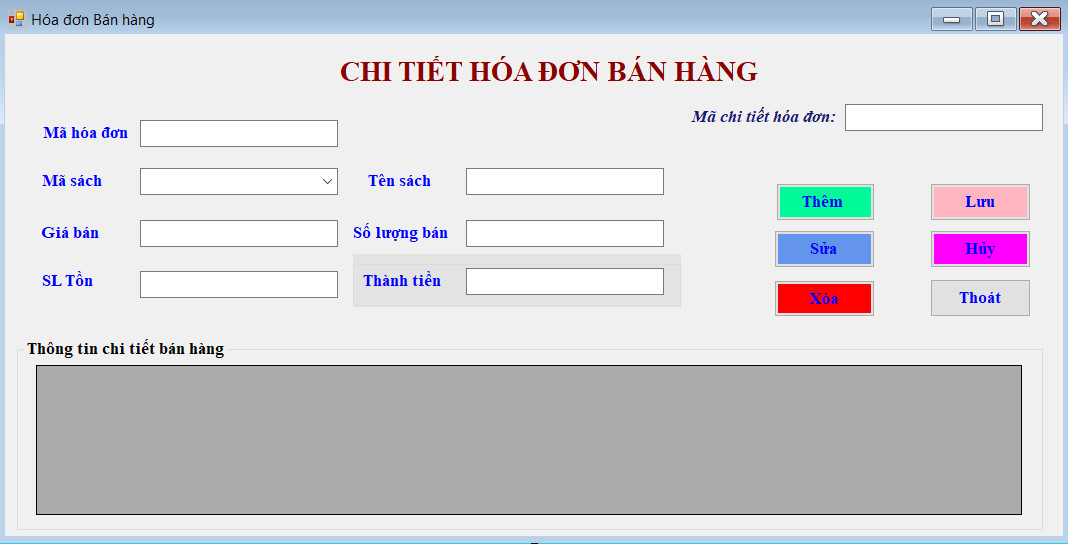 Hóa đơn Bán hàng
CHI TIẾT HÓA ĐƠN BÁN HÀNG
Mã chi tiết hóa đơn:
Mã hóa đơn
Mã sách
Tên sách
Thêm
Lưu
Giá bán
Số lượng bán
Sửa
Hủy
SL Tồn
Thành tiền
Xóa
Thoát
Thông tin chi tiết bán hàng